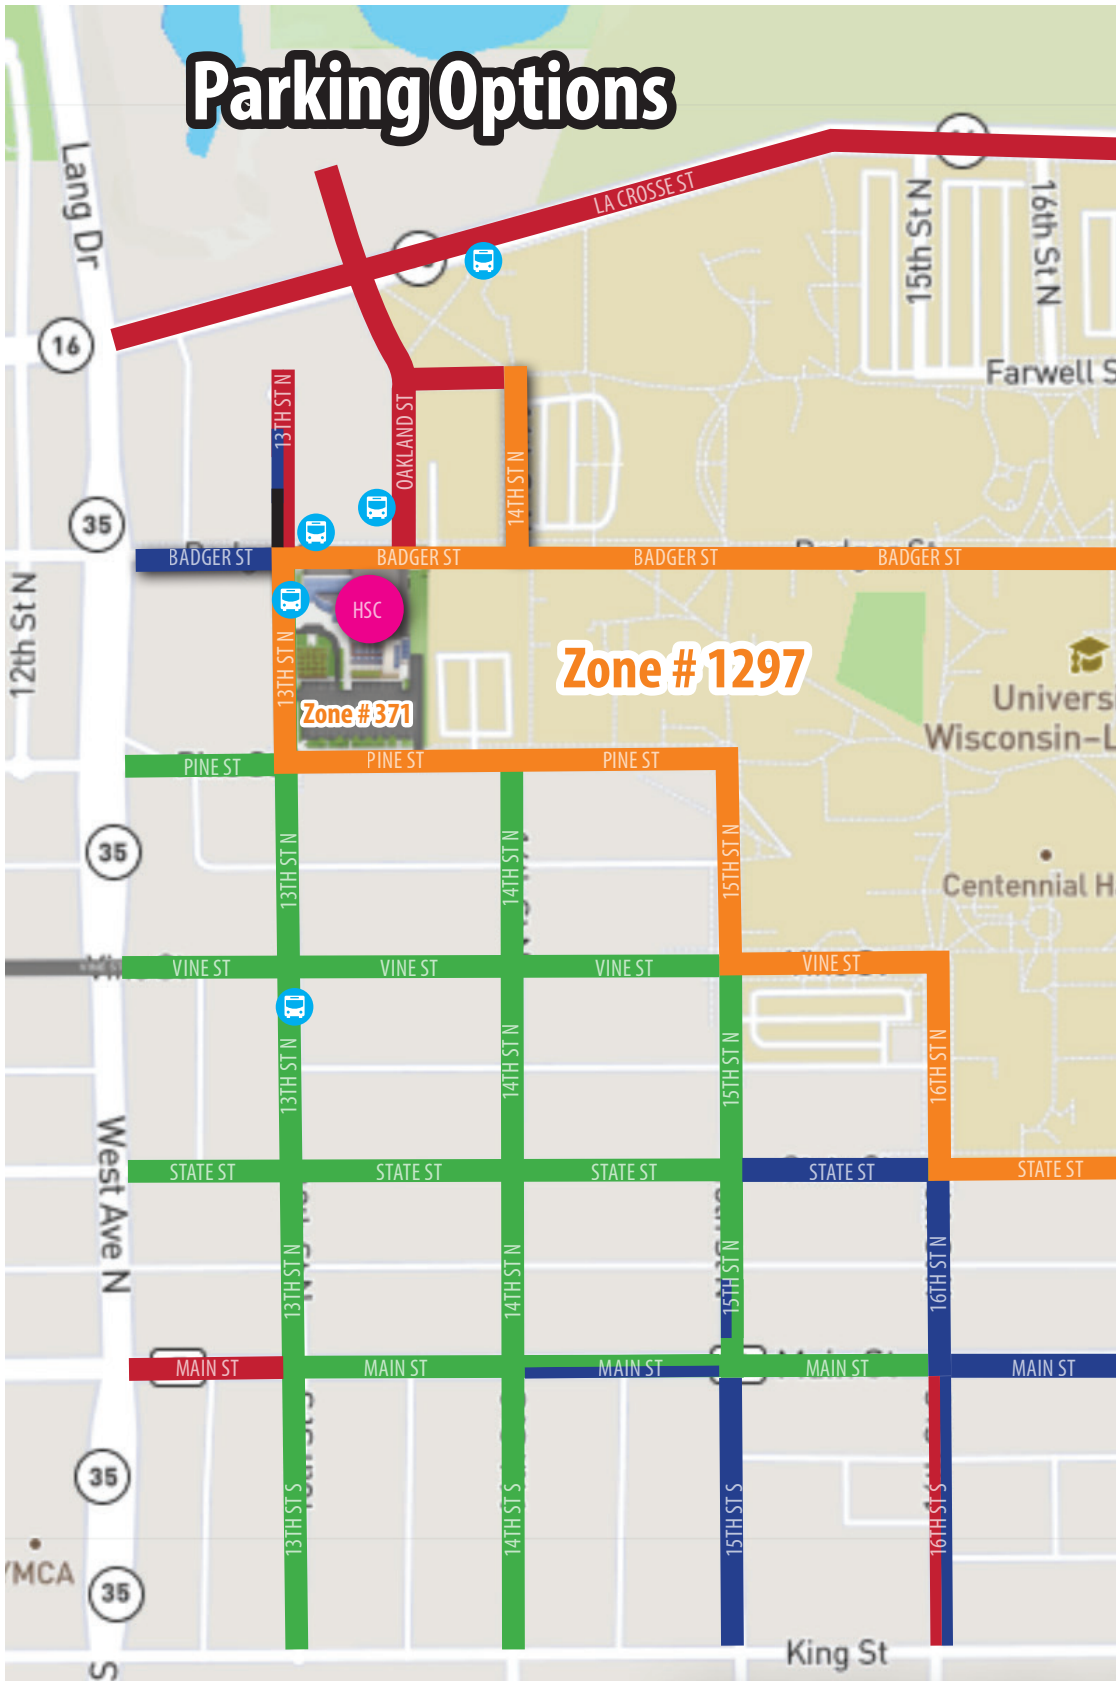 Parking Options
Lang Dr
LA CROSSE ST
15th St N
16th St N
16
Farwell S
13TH ST N
OAKLAND ST
14TH ST N
35
BADGER ST
BADGER ST
BADGER ST
BADGER ST
12th St N
HSC
13TH ST N
Zone # 1297
Zone # 371
Universi
Wisconsin-L
PINE ST
PINE ST
PINE ST
35
13TH ST N
14TH ST N
15TH ST N
Centennial H
VINE ST
VINE ST
VINE ST
VINE ST
13TH ST N
14TH ST N
15TH ST N
16TH ST N
West Ave N
STATE ST
STATE ST
STATE ST
STATE ST
STATE ST
13TH ST N
14TH ST N
15TH ST N
16TH ST N
MAIN ST
MAIN ST
MAIN ST
MAIN ST
MAIN ST
35
13TH ST S
14TH ST S
15TH ST S
16TH ST S
YMCA
35
King St
S